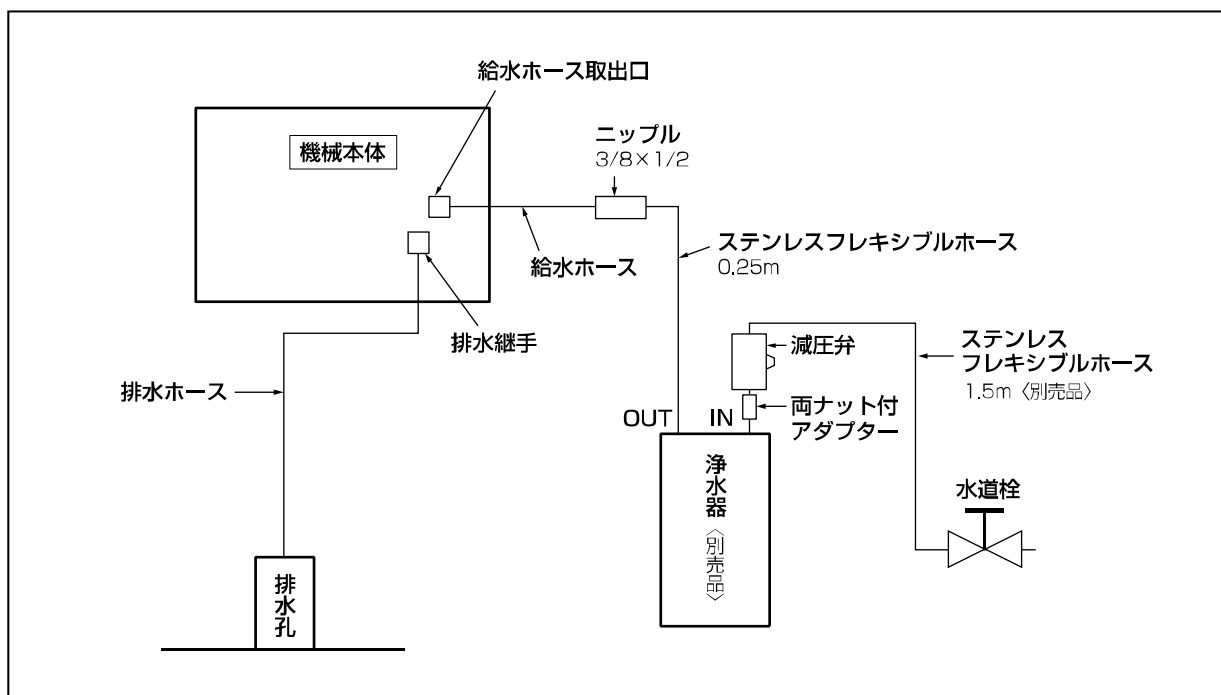 給水ホース取出口
機械本体
ニップル
3/8×1/2
ステンレスフレキシブルホース
0.25m
給水ホース
排水継手
減圧弁
ステンレス
フレキシブルホース
1.5m〈別売品〉
排水ホース
両ナット付
アダプター
OUT
IN
浄水器〈別売品〉
水道栓
排水孔